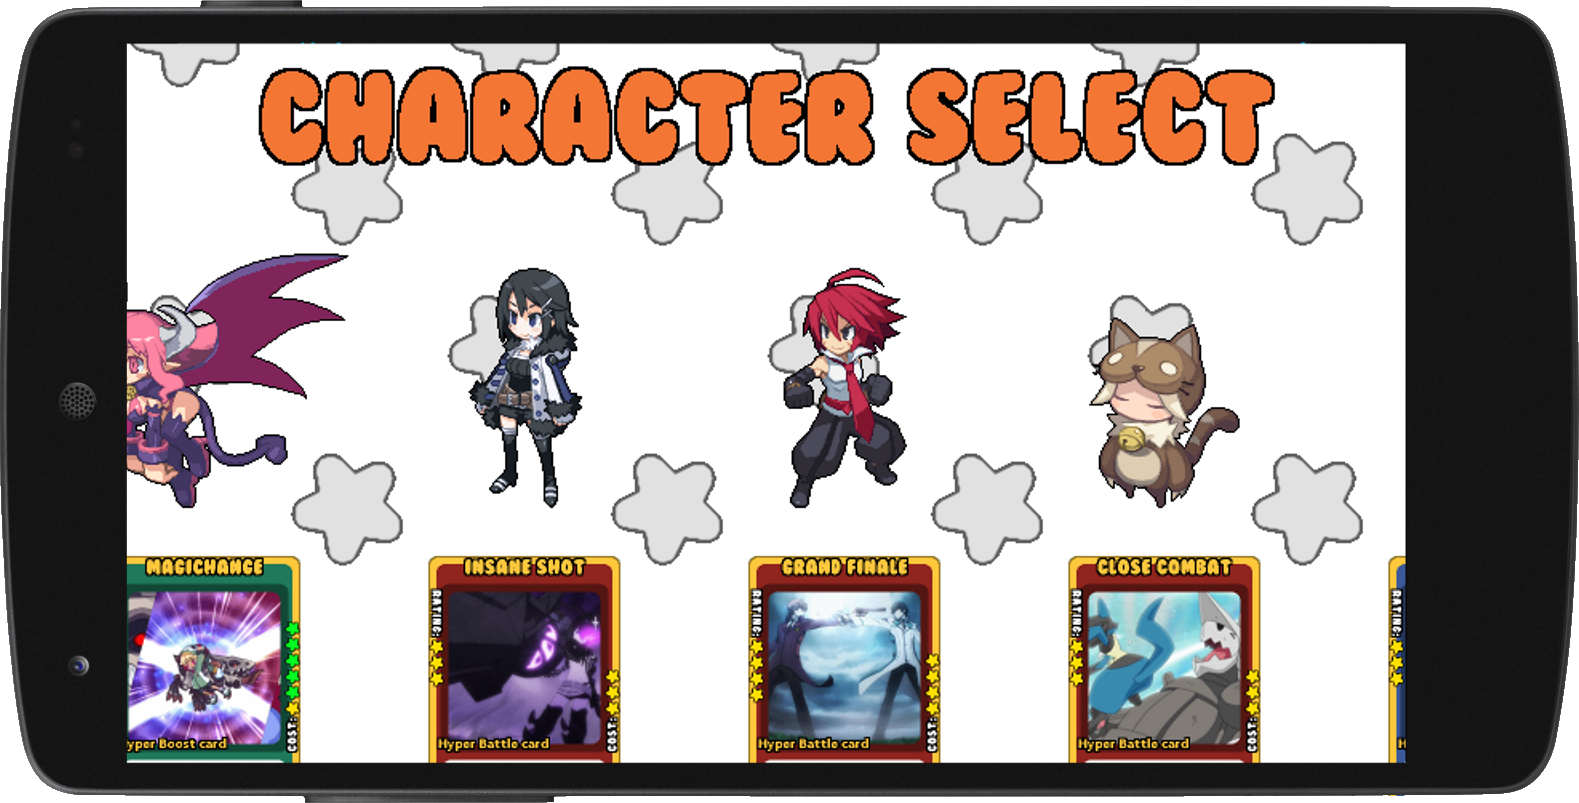 CHARACTER SELECT
MAGICHANGE
INSANE SHOT
GRAND FINALE
CLOSE COMBAT
RATING:
RATING:
RATING:
RATING:
COST:
COST:
COST:
COST:
yper Boost card
Hyper Battle card
Hyper Battle card
Hyper Battle card
H